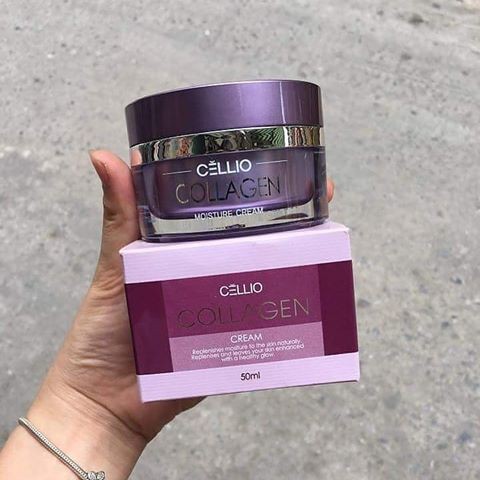 CELLIO
COLLAGEN
MOISTURE CREAM
CELLIO
COLLAGEN
CREAM
Replenishes moisture to the skin naturally.
Replenises and leaves your skin enhanced
with a healthy glow.
50ml